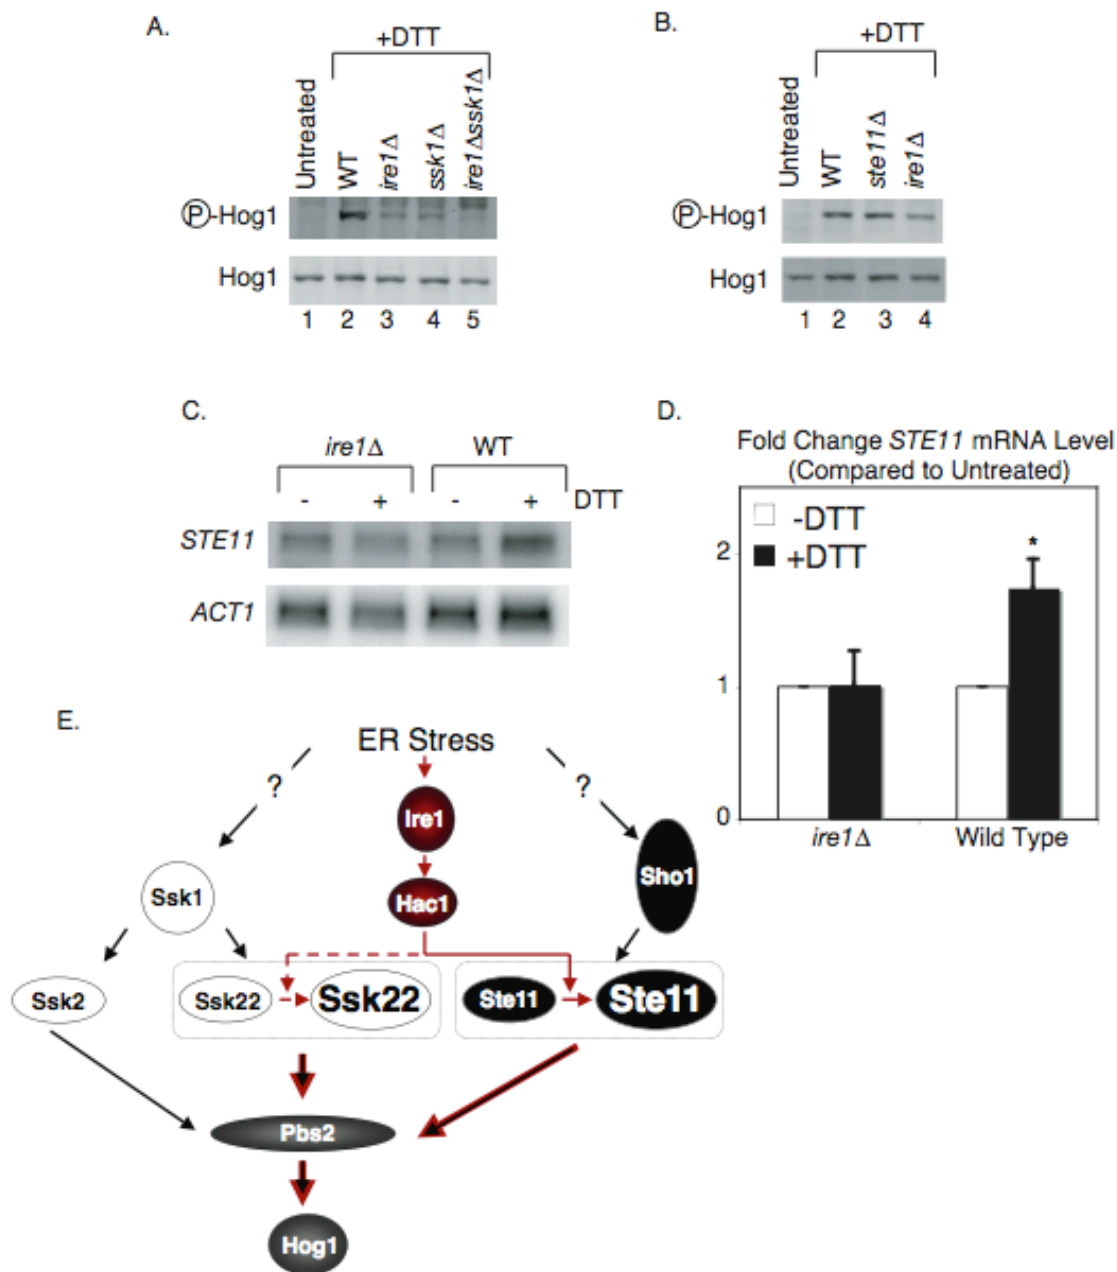 A.
+DTT
Untreated
WT
ire1Δ
ssk1Δ
ire1Δssk1Δ
Ⓟ-Hog1
Hog1
1 2 3 4 5
B.
+DTT
Untreated
WT
ste11Δ
ire1Δ
Ⓟ-Hog1
Hog1
1 2 3 4
C.
ire1Δ WT
- + - + DTT
STE11
ACT1
D.
Fold Change STE11 mRNA Level
(Compared to Untreated)
-DTT
+DTT
*
2
1
0
ire1Δ Wild Type
E.
ER Stress
? ?
Ire1
Sho1
Ssk1
Hac1
Ssk2 Ssk22 Ssk22 Ste11 Ste11
Pbs2
Hog1